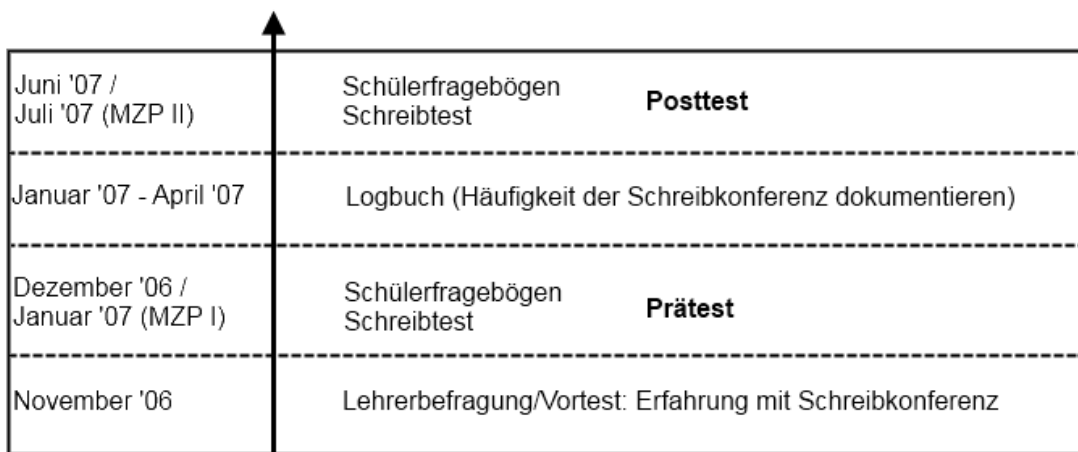 Juni '07 /
Juli '07 (MZP II)
Schülerfragebögen
Schreibtest
Posttest
Januar '07 - April '07
Logbuch (Häufigkeit der Schreibkonferenz dokumentieren)
Dezember '06 /
Januar '07 (MZP I)
Schülerfragebögen
Schreibtest
Prätest
November '06
Lehrerbefragung/Vortest: Erfahrung mit Schreibkonferenz